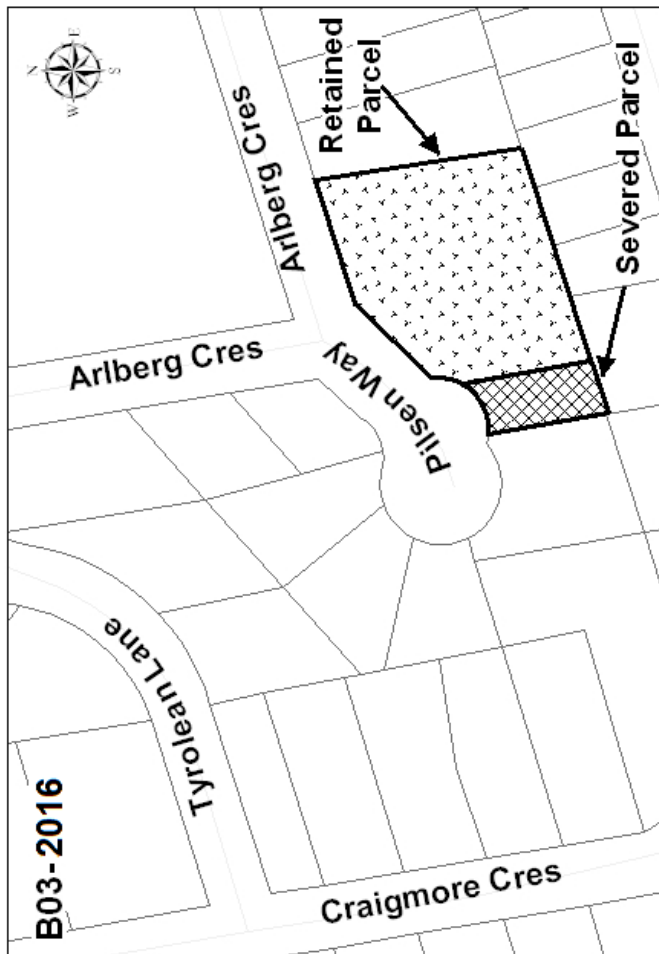 B03-2016
N
E
S
W
Arlberg Cres
Retained
Parcel
Severed Parcel
Arlberg Cres
Pilsen Way
Tyrolean Lane
Craigmore Cres